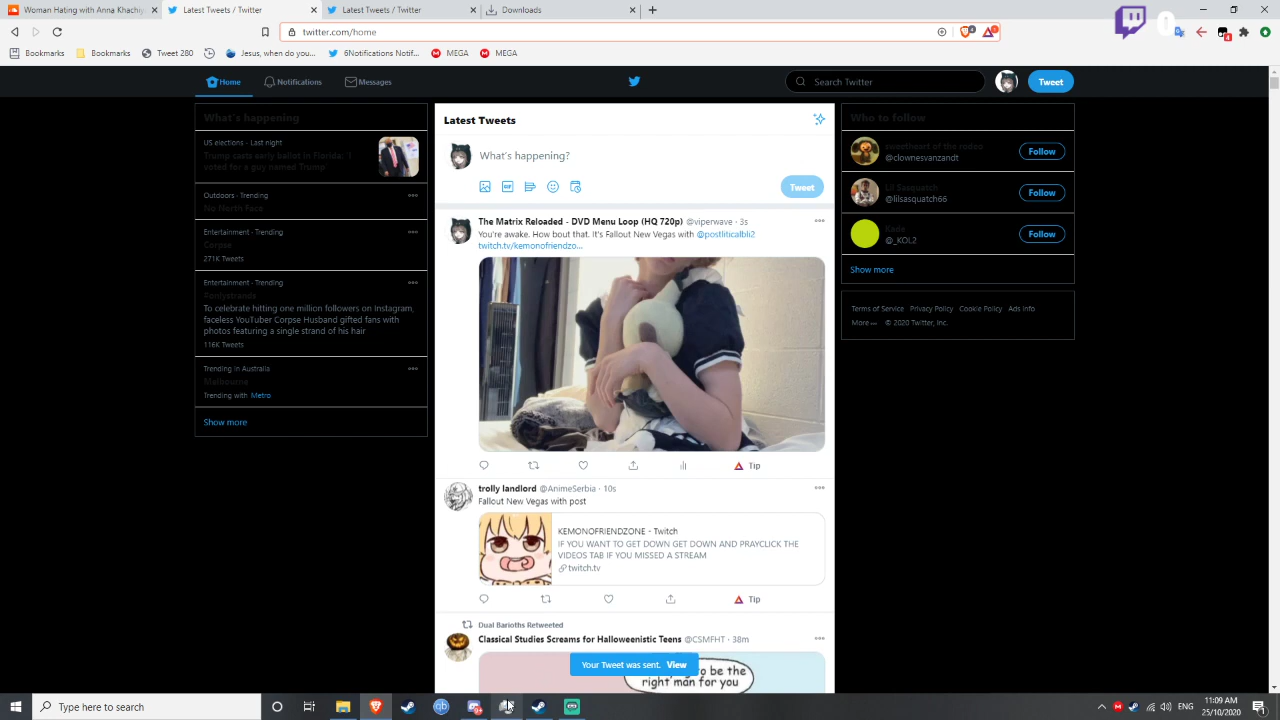 Woman Hating with Anna Khachiy
Latest Tweets / Twitter
Latest Tweets / Twitter
Downloads
twitter.com/home
Bookmarks
Bookmarks
Tweet 280
Jesus, when do you...
6Notifications Notif...
MEGA
MEGA
Home
Notifications
Messages
Search Twitter
Tweet
What's happening
US elections · Last night
Trump casts early ballot in Florida: 'I
voted for a guy named Trump'
Outdoors · Trending
No North Face
Entertainment · Trending
Corpse
271K Tweets
Entertainment · Trending
#onlystrands
To celebrate hitting one million followers on Instagram,
faceless YouTuber Corpse Husband gifted fans with
photos featuring a single strand of his hair
116K Tweets
Trending in Australia
Melbourne
Trending with Metro
Show more
Latest Tweets
What's happening?
GIF
Tweet
The Matrix Reloaded - DVD Menu Loop (HQ 720p) @viperwave · 3s
You're awake. How bout that. It's Fallout New Vegas with @postliticalbli2
twitch.tv/kemonofriendzo...
Tip
trolly landlord @AnimeSerbia · 10s
Fallout New Vegas with post
KEMONOFRIENDZONE - Twitch
IF YOU WANT TO GET DOWN GET DOWN AND PRAYCLICK THE
VIDEOS TAB IF YOU MISSED A STREAM
twitch.tv
Tip
Dual Barioths Retweeted
Classical Studies Screams for Halloweenistic Teens @CSMFHT · 38m
to be the
right man for you
Your Tweet was sent. View
Who to follow
sweetheart of the rodeo
@clownesvanzandt
Follow
Lil Sasquatch
@lilsasquatch66
Follow
Kade
@_KOL2
Follow
Show more
Terms of Service Privacy Policy Cookie Policy Ads info
More © 2020 Twitter, Inc.
Type here to search
11:09 AM
25/10/2020